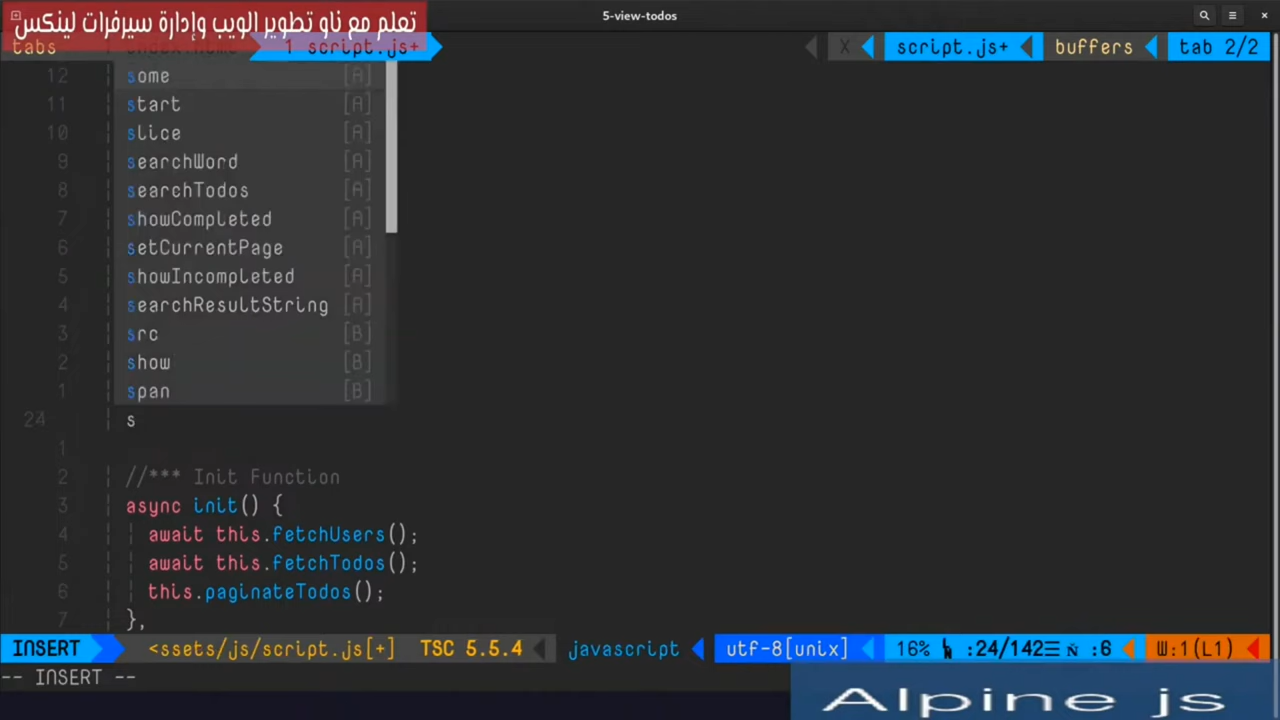 5-view-todos
تعلم مع ناو تطوير الويب وإدارة سيرفرات لينكس
tabs index.html 1 script.js+ X script.js+ buffers tab 2/2
12 some [A]
11 start [A]
10 slice [A]
9 searchWord [A]
8 searchTodos [A]
7 showCompleted [A]
6 setCurrentPage [A]
5 showIncompleted [A]
4 searchResultString [A]
3 src [B]
2 show [B]
1 span [B]
24 s
1
2 //*** Init Function
3 async init() {
4 await this.fetchUsers();
5 await this.fetchTodos();
6 this.paginateTodos();
7 },
INSERT <ssets/js/script.js[+] TSC 5.5.4 javascript utf-8[unix] 16% :24/142☰ :6 W:1(L1)
-- INSERT --
Alpine js